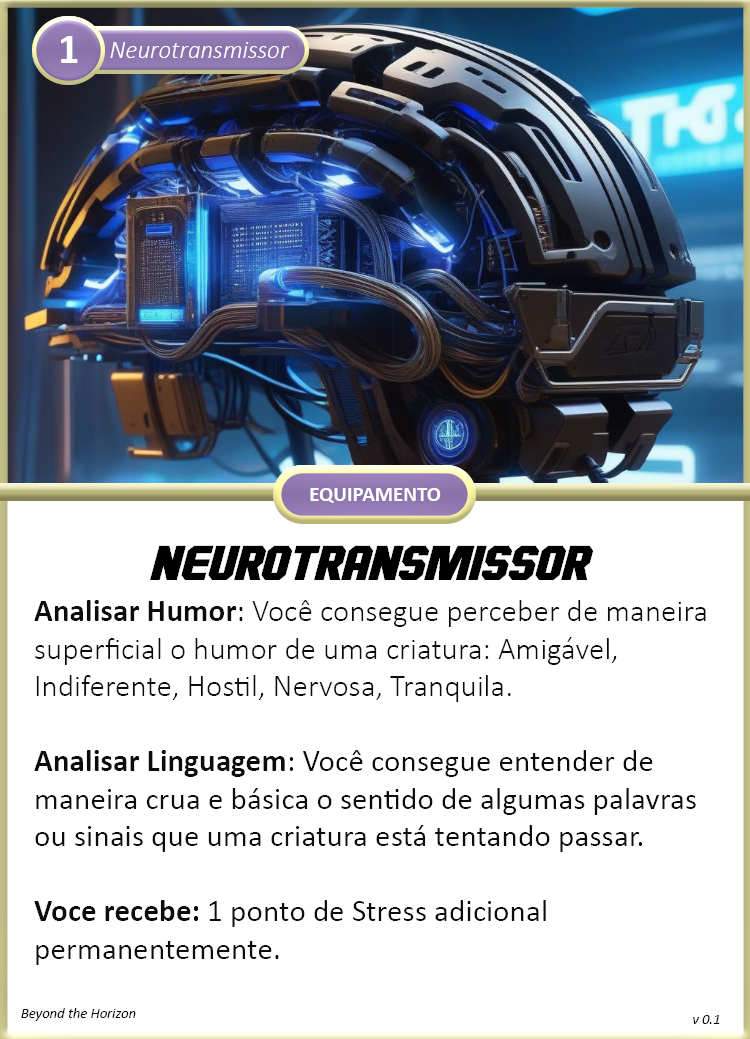 1 Neurotransmissor
EQUIPAMENTO
NEUROTRANSMISSOR
Analisar Humor: Você consegue perceber de maneira
superficial o humor de uma criatura: Amigável,
Indiferente, Hostil, Nervosa, Tranquila.
Analisar Linguagem: Você consegue entender de
maneira crua e básica o sentido de algumas palavras
ou sinais que uma criatura está tentando passar.
Voce recebe: 1 ponto de Stress adicional
permanentemente.
Beyond the Horizon
v 0.1